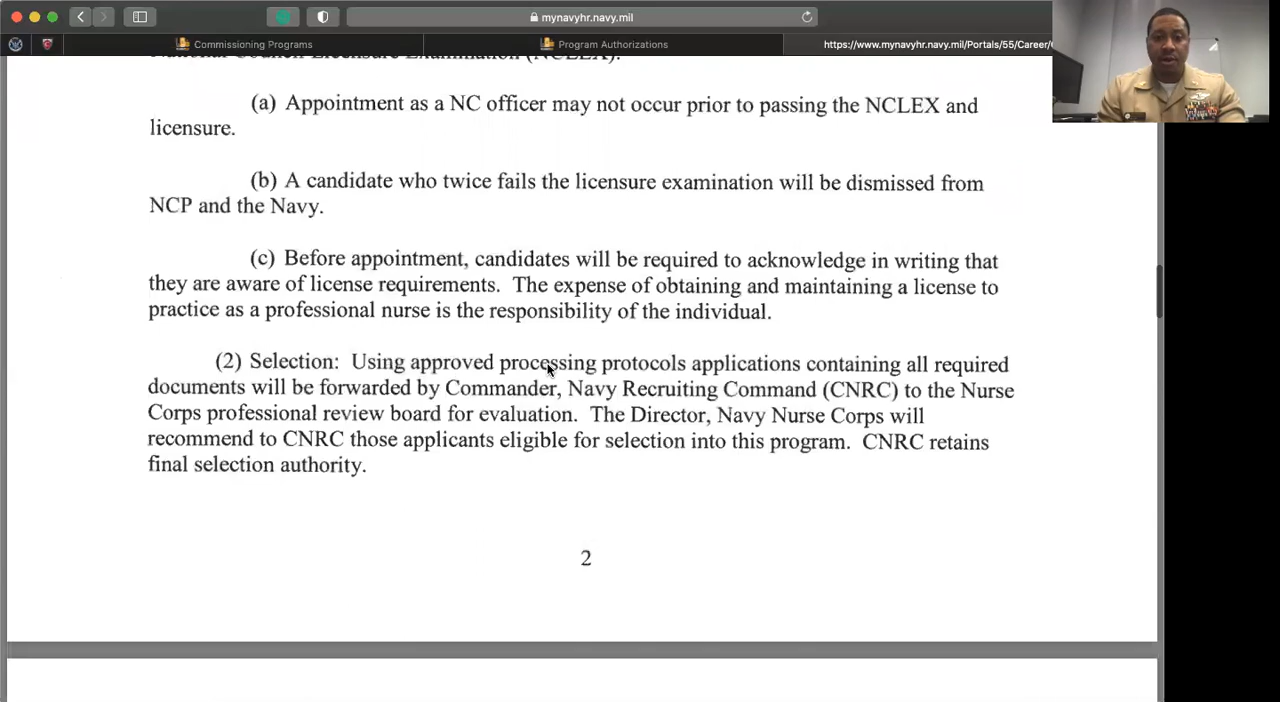 mynavyhr.navy.mil
Commissioning Programs
Program Authorizations
https://www.mynavyhr.navy.mil/Portals/55/Career/
National Council Licensure Examination (NCLEX).
(a) Appointment as a NC officer may not occur prior to passing the NCLEX and
licensure.
(b) A candidate who twice fails the licensure examination will be dismissed from
NCP and the Navy.
(c) Before appointment, candidates will be required to acknowledge in writing that
they are aware of license requirements. The expense of obtaining and maintaining a license to
practice as a professional nurse is the responsibility of the individual.
(2) Selection: Using approved processing protocols applications containing all required
documents will be forwarded by Commander, Navy Recruiting Command (CNRC) to the Nurse
Corps professional review board for evaluation. The Director, Navy Nurse Corps will
recommend to CNRC those applicants eligible for selection into this program. CNRC retains
final selection authority.
2